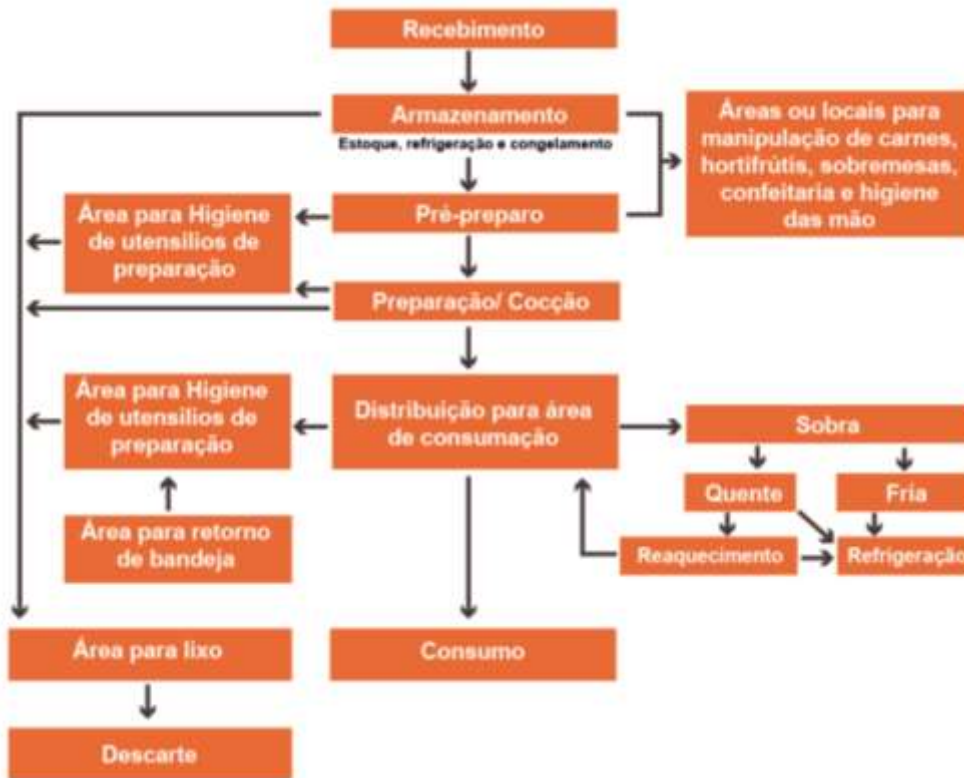 Recebimento
Armazenamento
Estoque, refrigeração e congelamento
Áreas ou locais para
manipulação de carnes,
hortifrútis, sobremesas,
confeitaria e higiene
das mão
Pré-preparo
Área para Higiene
de utensilios de
preparação
Preparação/ Cocção
Área para Higiene
de utensilios de
preparação
Distribuição para área
de consumação
Sobra
Quente
Fria
Área para retorno
de bandeja
Reaquecimento
Refrigeração
Área para lixo
Consumo
Descarte